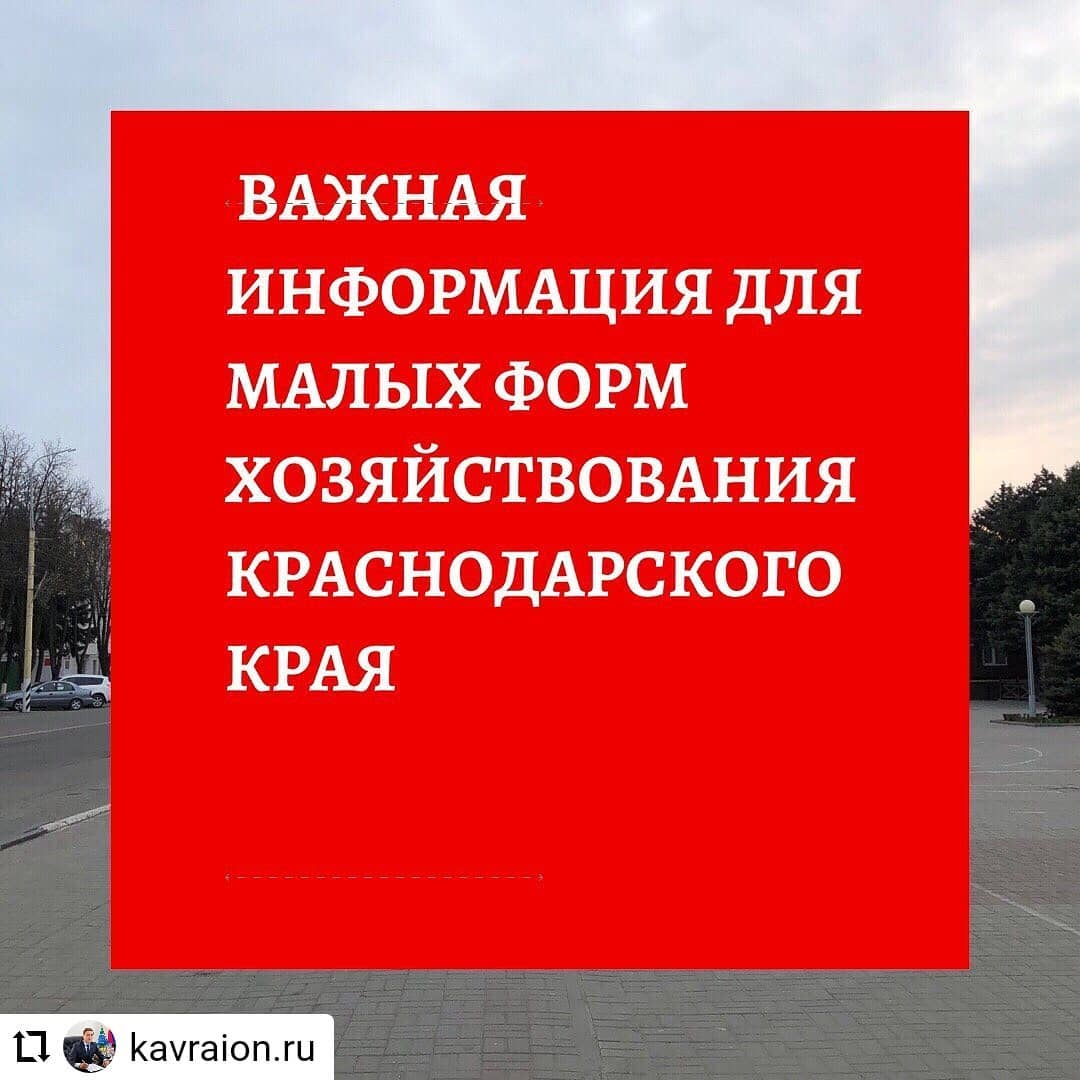 ВАЖНАЯ
ИНФОРМАЦИЯ ДЛЯ
МАЛЫХ ФОРМ
ХОЗЯЙСТВОВАНИЯ
КРАСНОДАРСКОГО
КРАЯ
kavraion.ru